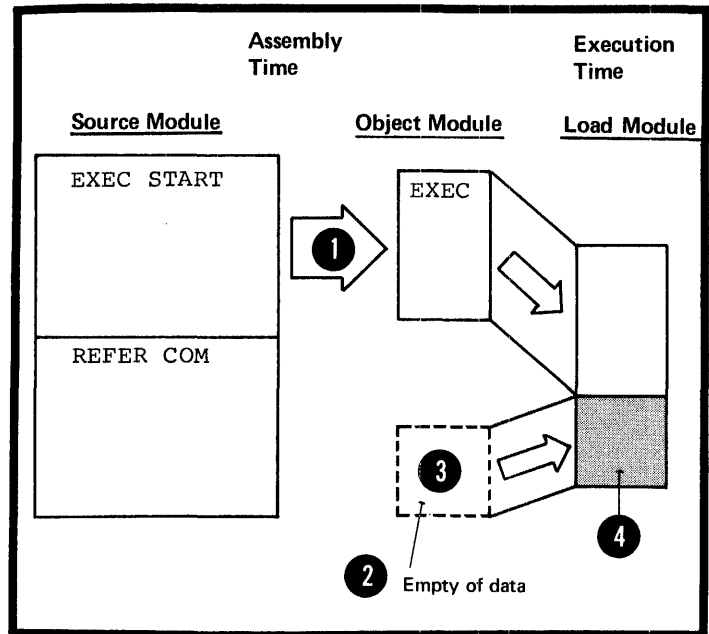 Assembly
Time
Execution
Time
Source Module
Object Module
Load Module
EXEC START
EXEC
1
REFER COM
3
4
2
Empty of data